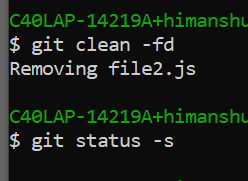 C40LAP-14219A+himanshu
$ git clean -fd
Removing file2.js
C40LAP-14219A+himanshu
$ git status -s